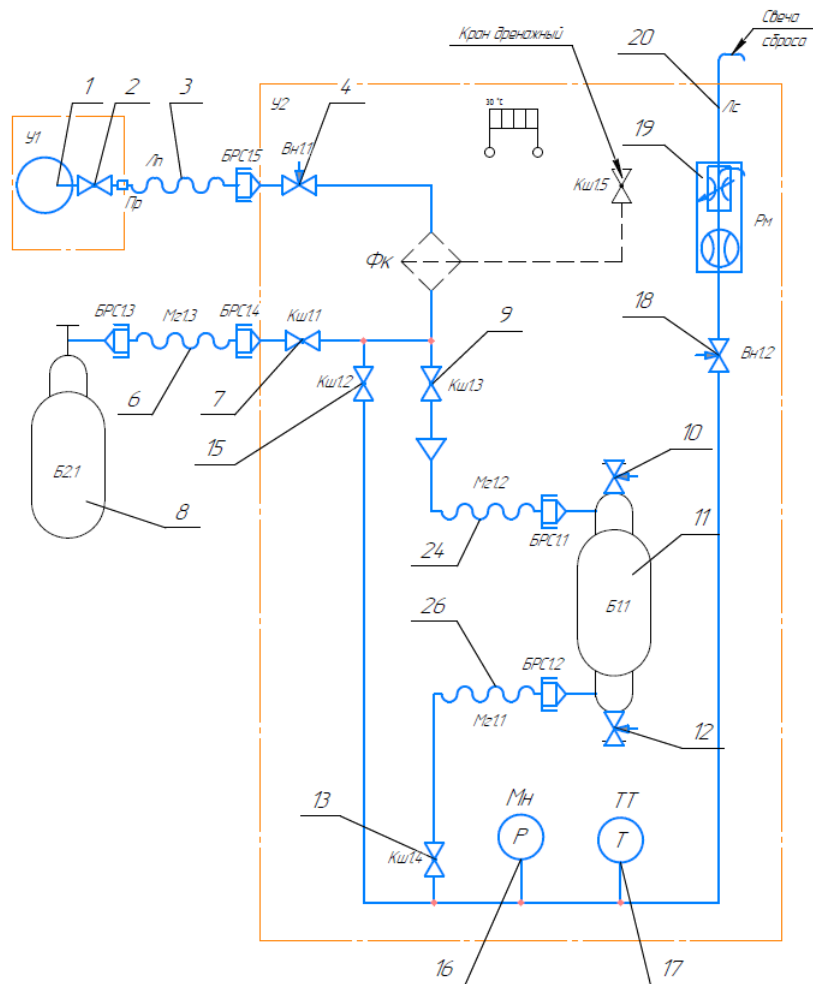 Свеча
сброса
Кран дренажный
20
1
2
3
У2
4
30 °С
Лс
У1
Лп
БРС1.5
Вн1.1
19
Кш1.5
Пр
Рм
ФК
БРС1.3
Мг1.3
БРС1.4
Кш1.1
9
18
Вн1.2
Кш1.2
Кш1.3
6
7
15
10
Б2.1
Мг1.2
8
11
БРС1.1
24
Б1.1
26
БРС1.2
Мг1.1
12
13
Мн
ТТ
Р
Т
Кш1.4
16
17